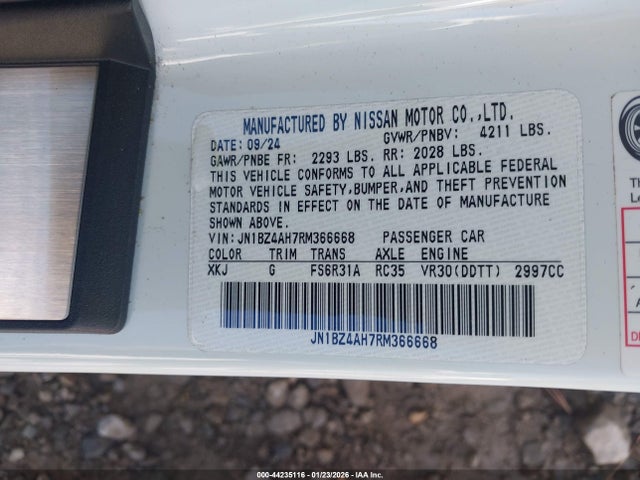 MANUFACTURED BY NISSAN MOTOR CO.,LTD.
DATE: 09/24 GVWR/PNBV: 4211 LBS.
GAWR/PNBE FR: 2293 LBS. RR: 2028 LBS.
THIS VEHICLE CONFORMS TO ALL APPLICABLE FEDERAL
MOTOR VEHICLE SAFETY,BUMPER,AND THEFT PREVENTION
STANDARDS IN EFFECT ON THE DATE OF MANUFACTURE
SHOWN ABOVE.
VIN: JN1BZ4AH7RM366668 PASSENGER CAR
COLOR TRIM TRANS AXLE ENGINE
XKJ G FS6R31A RC35 VR30(DDTT) 2997CC
JN1BZ4AH7RM366668
000-44235116 | 01/23/2026 | IAA Inc.